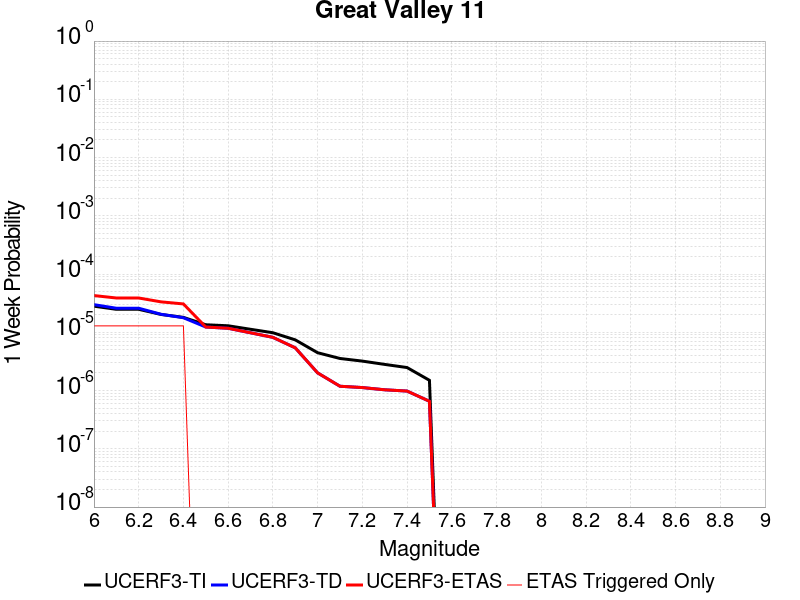 Great Valley 11
10^0
10^-1
10^-2
10^-3
10^-4
10^-5
10^-6
10^-7
10^-8
1 Week Probability
6 6.2 6.4 6.6 6.8 7 7.2 7.4 7.6 7.8 8 8.2 8.4 8.6 8.8 9
Magnitude
UCERF3-TI UCERF3-TD UCERF3-ETAS ETAS Triggered Only